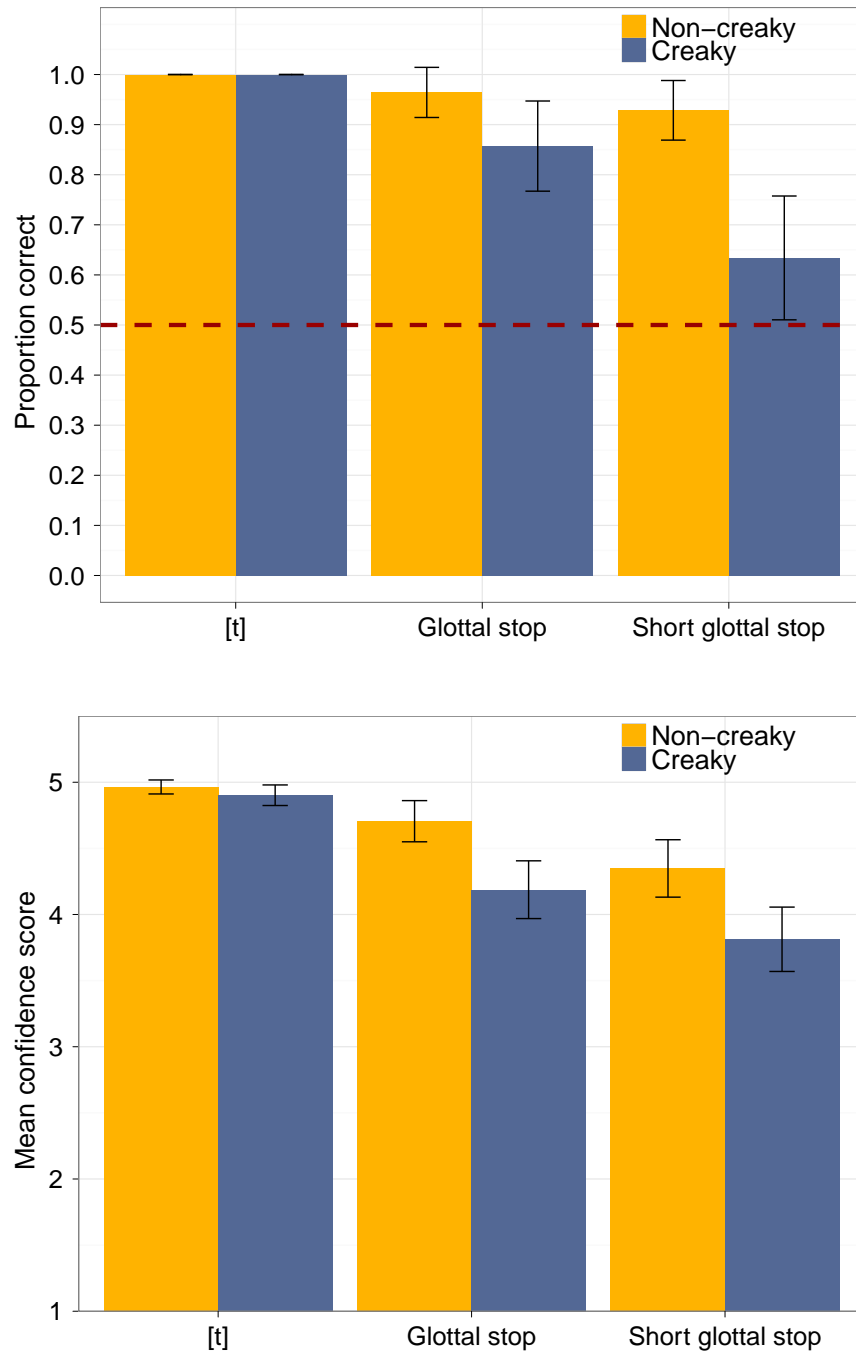 Non−creaky
Creaky
1.0
0.9
0.8
0.7
0.6
0.5
0.4
0.3
0.2
0.1
0.0
Proportion correct
[t] Glottal stop Short glottal stop
Non−creaky
Creaky
5
4
3
2
1
Mean confidence score
[t] Glottal stop Short glottal stop